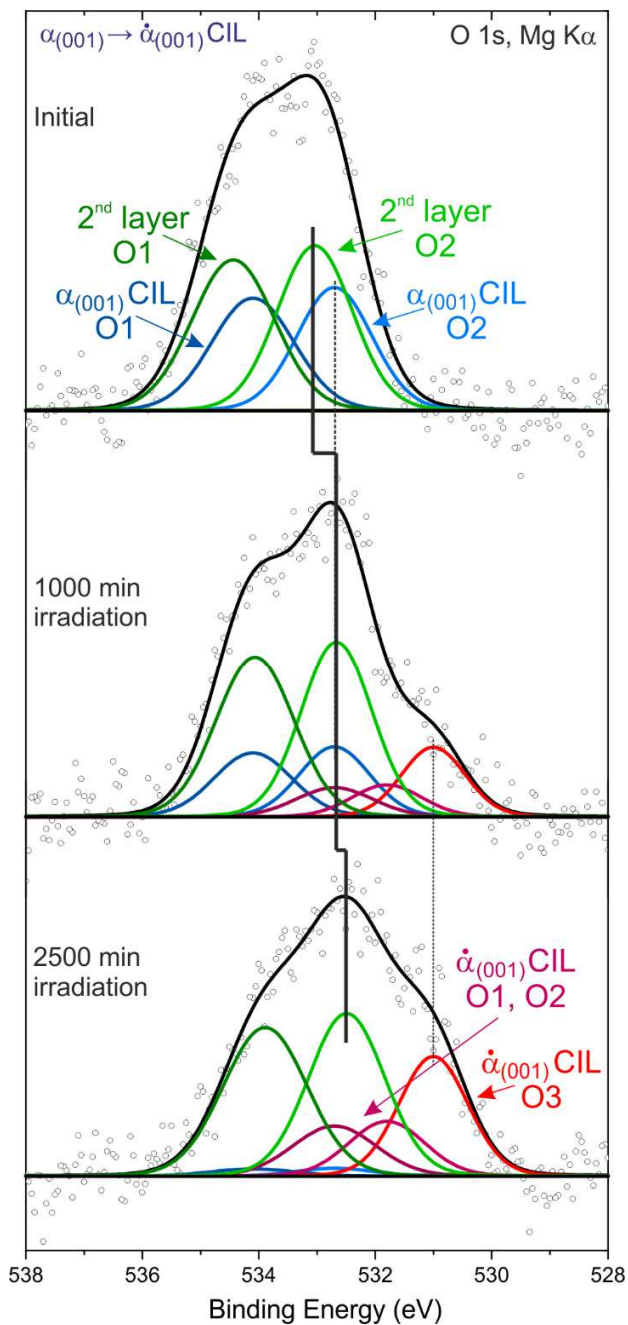 α(001) → α̇(001)CIL
O 1s, Mg Kα
Initial
2nd layer
O1
2nd layer
O2
α(001)CIL
O1
α(001)CIL
O2
1000 min
irradiation
2500 min
irradiation
α̇(001)CIL
O1, O2
α̇(001)CIL
O3
538 536 534 532 530 528
Binding Energy (eV)